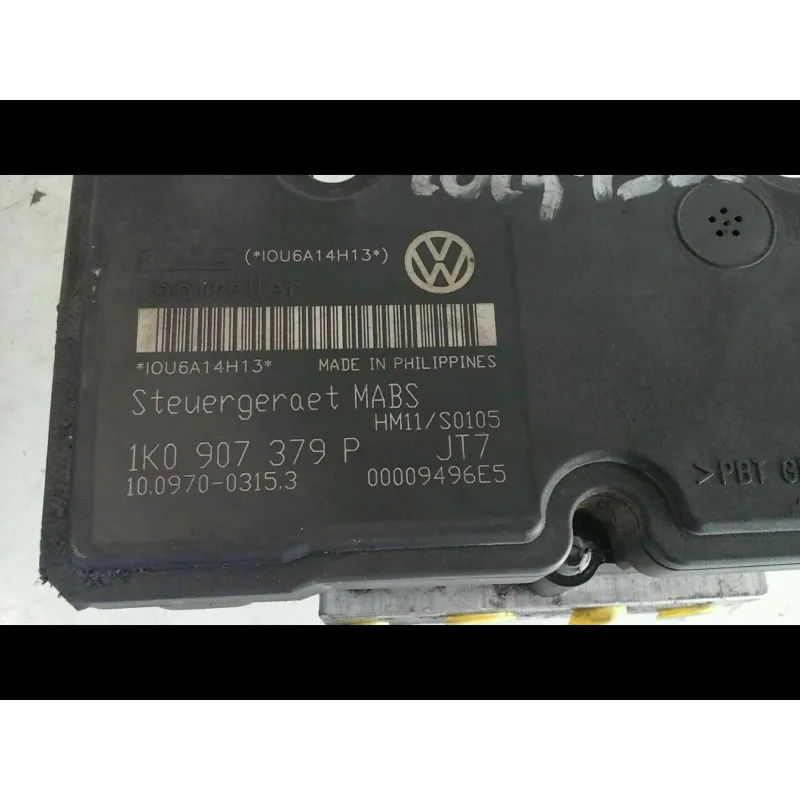 (*IOU6A14H13*)
Controller
*IOU6A14H13* MADE IN PHILIPPINES
Steuergeraet MABS
HM11/S0105
1K0 907 379 P JT7
10.0970-0315.3 00009496E5
>PBT